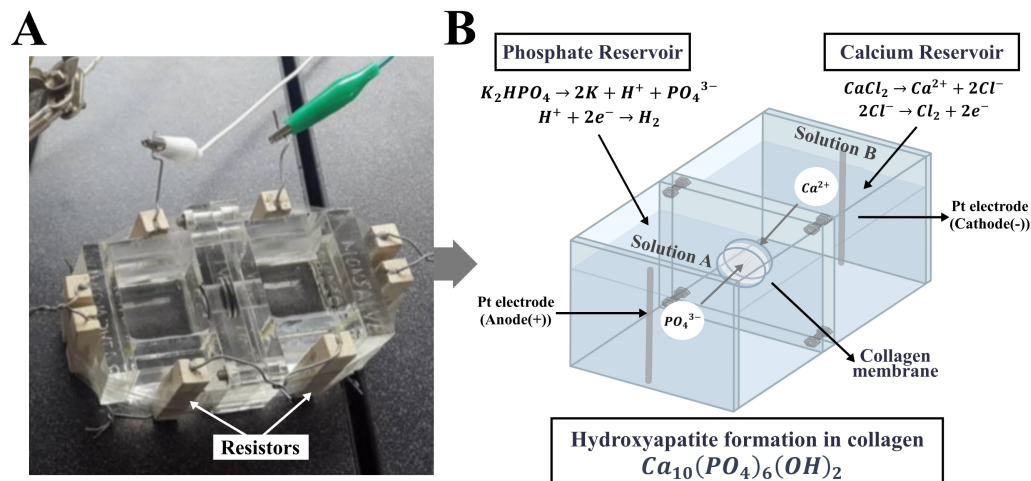 A
B
Phosphate Reservoir
K₂HPO₄ → 2K + H⁺ + PO₄³⁻
H⁺ + 2e⁻ → H₂
Calcium Reservoir
CaCl₂ → Ca²⁺ + 2Cl⁻
2Cl⁻ → Cl₂ + 2e⁻
Solution B
Ca²⁺
Solution A
PO₄³⁻
Pt electrode
(Cathode(-))
Pt electrode
(Anode(+))
Collagen
membrane
Resistors
Hydroxyapatite formation in collagen
Ca₁₀(PO₄)₆(OH)₂